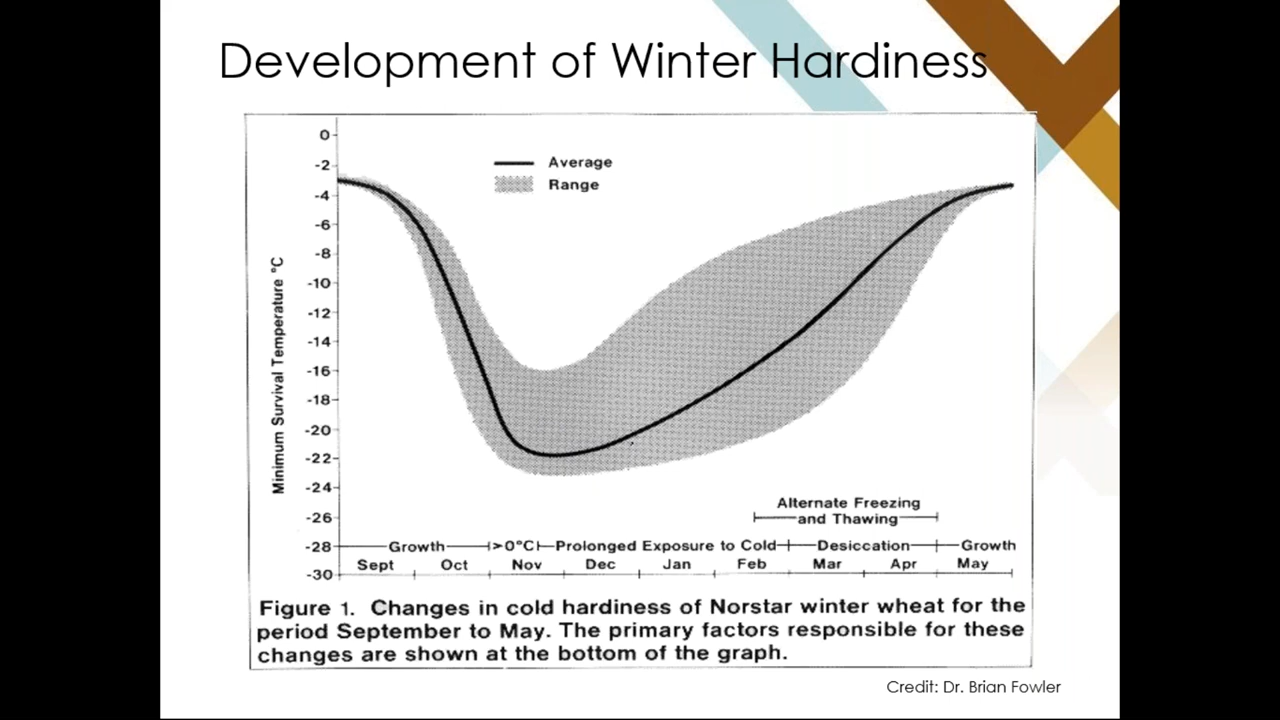 Development of Winter Hardiness
0
-2
-4
-6
-8
-10
-12
-14
-16
-18
-20
-22
-24
-26
-28
-30
Minimum Survival Temperature °C
Average
Range
Alternate Freezing
and Thawing
Growth >0°C Prolonged Exposure to Cold Desiccation Growth
Sept Oct Nov Dec Jan Feb Mar Apr May
Figure 1. Changes in cold hardiness of Norstar winter wheat for the
period September to May. The primary factors responsible for these
changes are shown at the bottom of the graph.
Credit: Dr. Brian Fowler